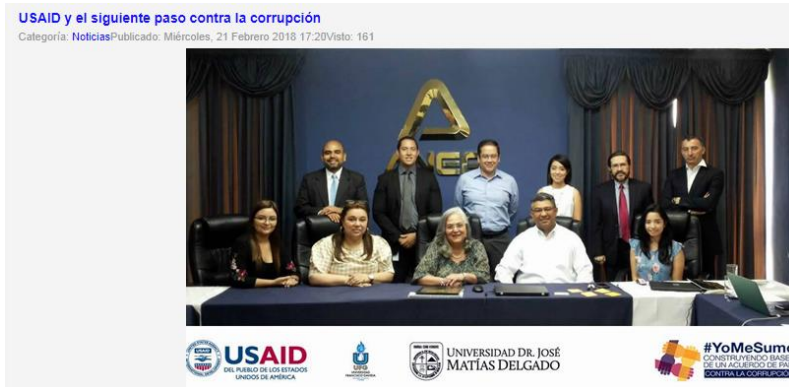 USAID y el siguiente paso contra la corrupción
Categoría: NoticiasPublicado: Miércoles, 21 Febrero 2018 17:20Visto: 161
USAID
DEL PUEBLO DE LOS ESTADOS
UNIDOS DE AMÉRICA
UFG
UNIVERSIDAD DR. JOSÉ
MATÍAS DELGADO
#YoMeSumo
CONSTRUYENDO BASE
DE UN ACUERDO DE PA
CONTRA LA CORRUPCIÓ